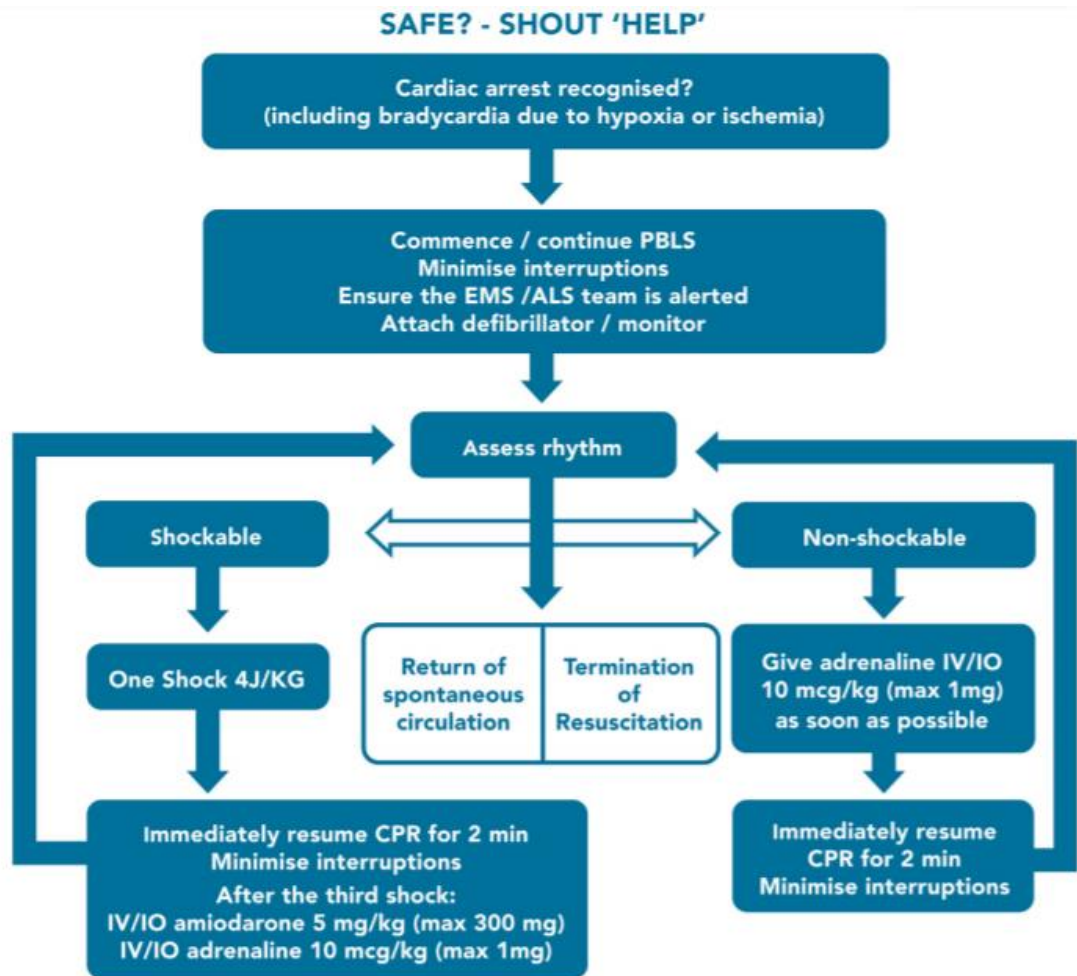 SAFE? - SHOUT 'HELP'
Cardiac arrest recognised?
(including bradycardia due to hypoxia or ischemia)
Commence / continue PBLS
Minimise interruptions
Ensure the EMS /ALS team is alerted
Attach defibrillator / monitor
Assess rhythm
Shockable
One Shock 4J/KG
Immediately resume CPR for 2 min
Minimise interruptions
After the third shock:
IV/IO amiodarone 5 mg/kg (max 300 mg)
IV/IO adrenaline 10 mcg/kg (max 1mg)
Return of
spontaneous
circulation
Termination
of
Resuscitation
Non-shockable
Give adrenaline IV/IO
10 mcg/kg (max 1mg)
as soon as possible
Immediately resume
CPR for 2 min
Minimise interruptions